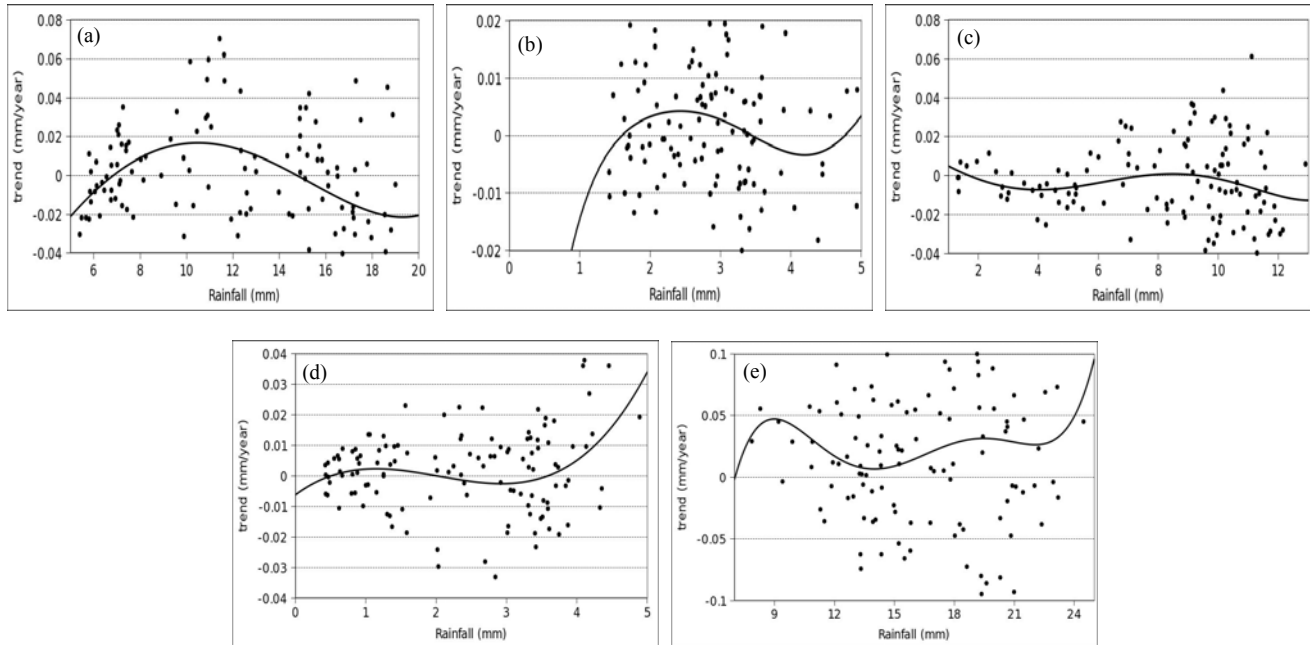 (a)
0.08
0.06
0.04
0.02
0
-0.02
-0.04
trend (mm/year)
6 8 10 12 14 16 18 20
Rainfall (mm)
(b)
0.02
0.01
0
-0.01
-0.02
trend (mm/year)
0 1 2 3 4 5
Rainfall (mm)
(c)
0.08
0.06
0.04
0.02
0
-0.02
-0.04
trend (mm/year)
2 4 6 8 10 12
Rainfall (mm)
(d)
0.04
0.03
0.02
0.01
0
-0.01
-0.02
-0.03
-0.04
trend (mm/year)
0 1 2 3 4 5
Rainfall (mm)
(e)
0.1
0.05
0
-0.05
-0.1
trend (mm/year)
9 12 15 18 21 24
Rainfall (mm)